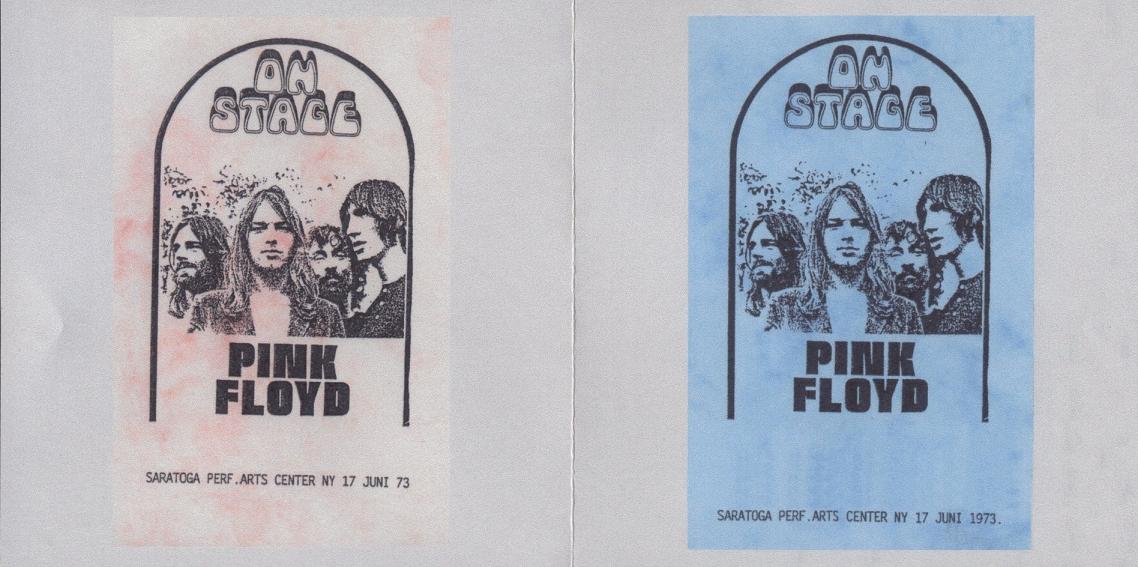 ON
STAGE
PINK
FLOYD
SARATOGA PERF.ARTS CENTER NY 17 JUNI 73
ON
STAGE
PINK
FLOYD
SARATOGA PERF.ARTS CENTER NY 17 JUNI 1973.